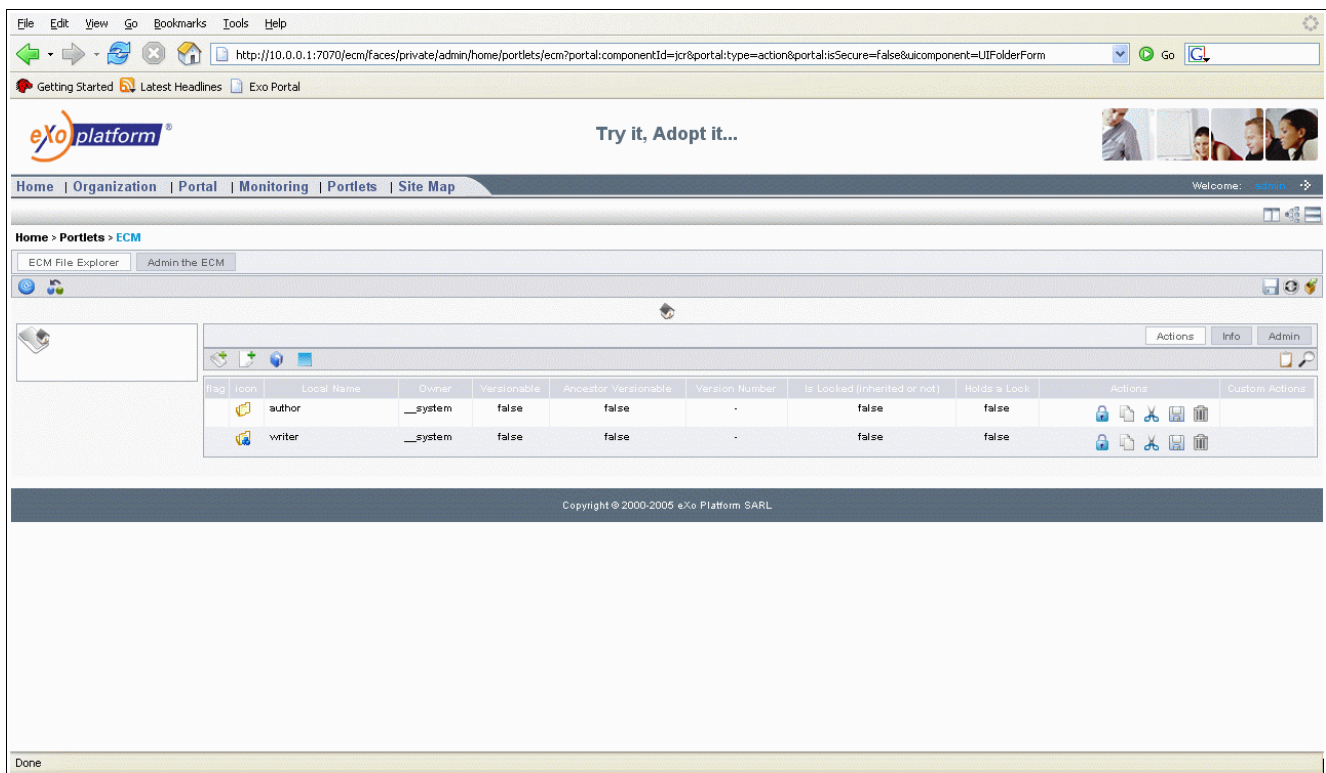 File Edit View Go Bookmarks Tools Help
http://10.0.0.1:7070/ecm/faces/private/admin/home/portlets/ecm?portal:componentId=jcr&portal:type=action&portal:isSecure=false&uicomponent=UIFolderForm Go G
Getting Started Latest Headlines Exo Portal
eXo platform ® Try it, Adopt it...
Home | Organization | Portal | Monitoring | Portlets | Site Map Welcome: admin
Home > Portlets > ECM
ECM File Explorer Admin the ECM
Actions Info Admin
flag icon Local Name Owner Versionable Ancestor Versionable Version Number Is Locked (inherited or not) Holds a Lock Actions Custom Actions
author __system false false - false false
writer __system false false - false false
Copyright © 2000-2005 eXo Platform SARL
Done